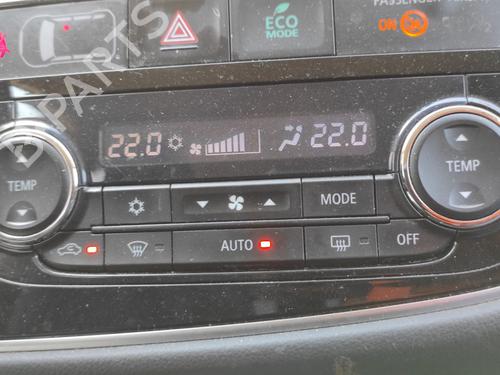 ECO
MODE
PASSENGER
ON
22.0
22.0
TEMP
TEMP
MODE
AUTO
OFF
B-PARTS